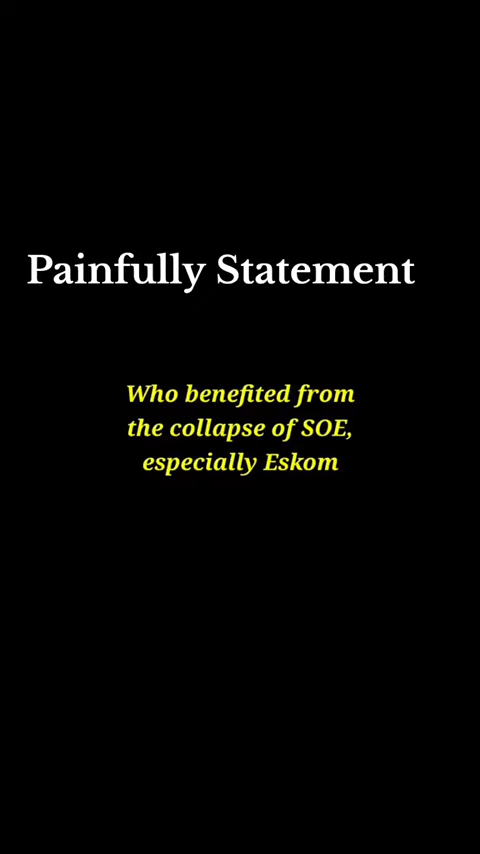 Painfully Statement
Who benefited from
the collapse of SOE,
especially Eskom